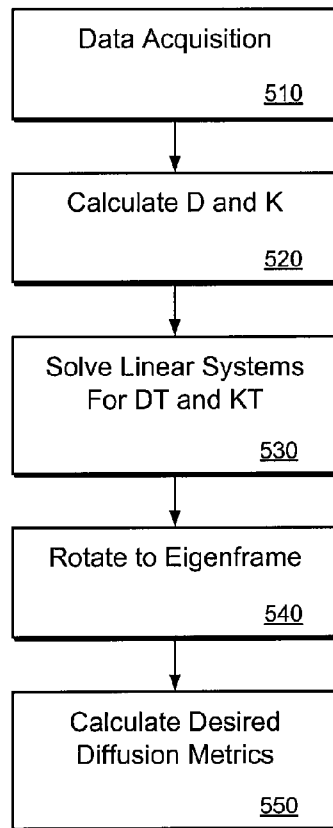 Data Acquisition
510
Calculate D and K
520
Solve Linear Systems
For DT and KT
530
Rotate to Eigenframe
540
Calculate Desired
Diffusion Metrics
550